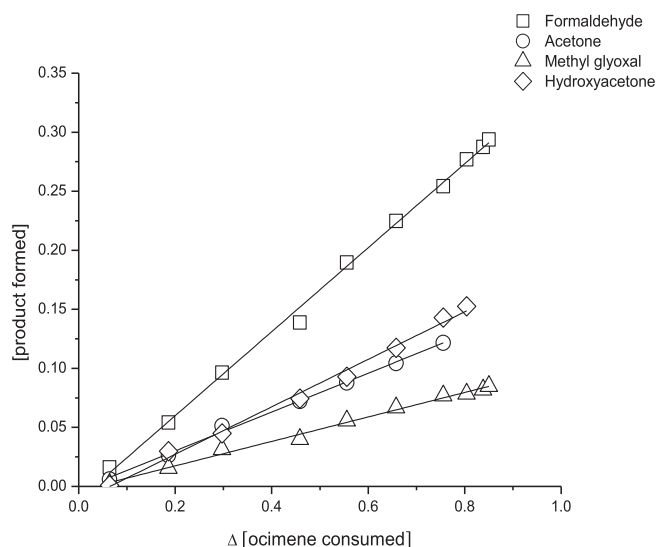 Formaldehyde
Acetone
Methyl glyoxal
Hydroxyacetone
0.35
0.30
0.25
0.20
0.15
0.10
0.05
0.00
[product formed]
0.0 0.2 0.4 0.6 0.8 1.0
Δ [ocimene consumed]